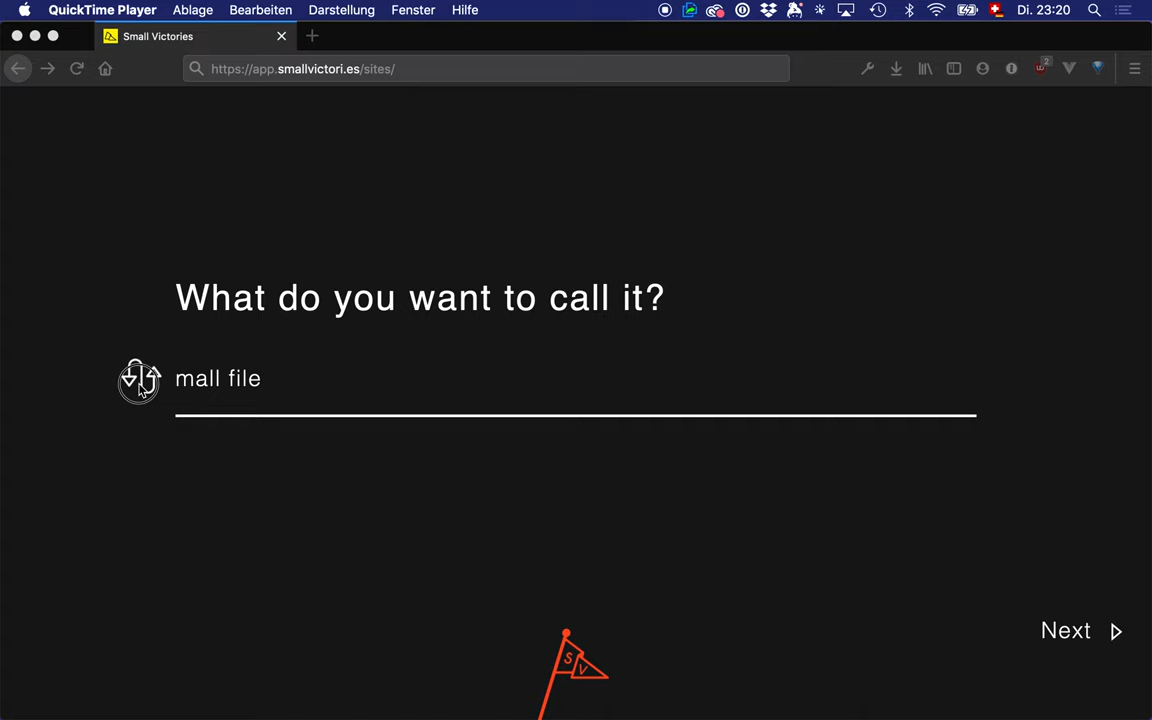 QuickTime Player Ablage Bearbeiten Darstellung Fenster Hilfe Di. 23:20
Small Victories
https://app.smallvictori.es/sites/
2
What do you want to call it?
mall file
Next
S V